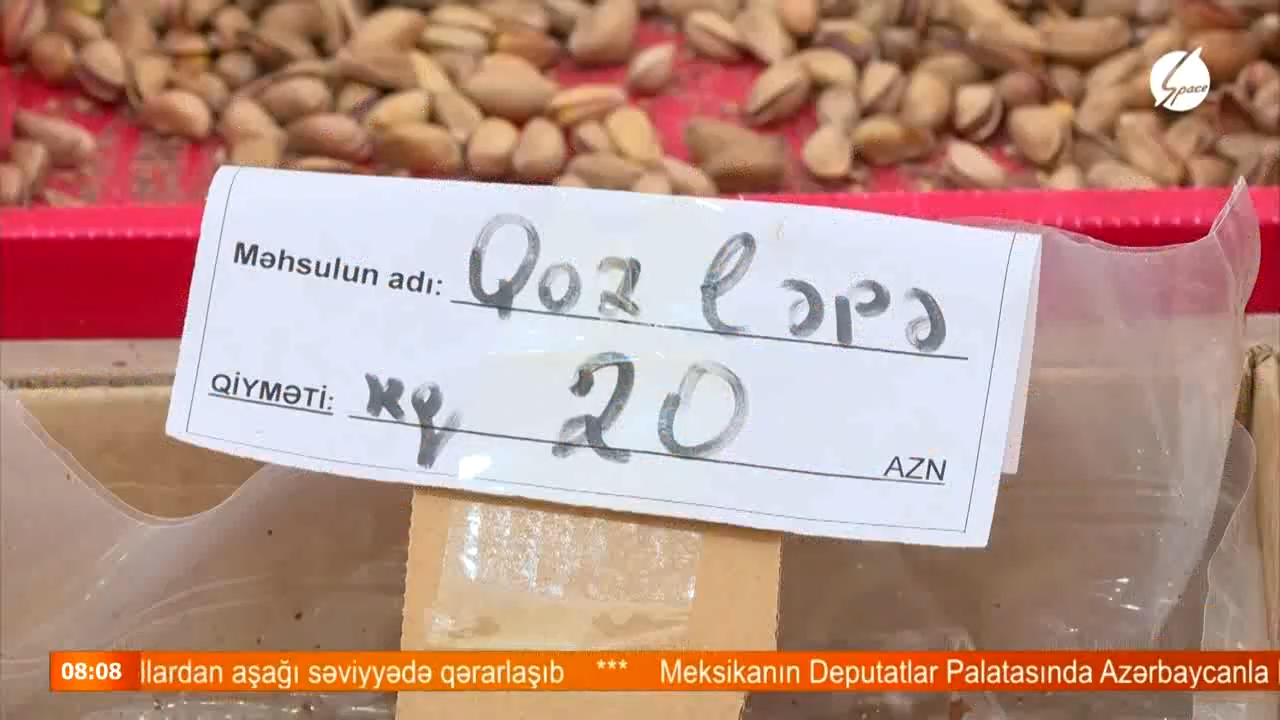 Space
Məhsulun adı: Qoz ləpə
QİYMƏTİ: кg 20 AZN
08:08 llardan aşağı səviyyədə qərarlaşıb *** Meksikanın Deputatlar Palatasında Azərbaycanla